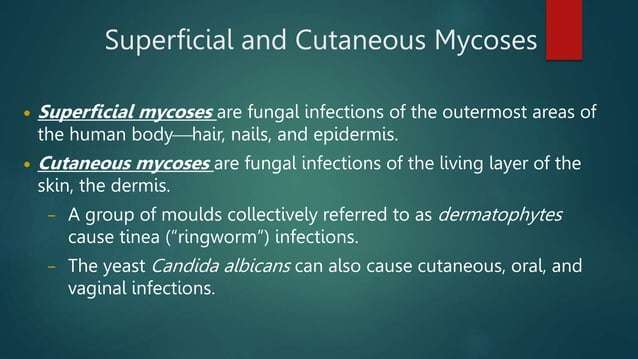 Superficial and Cutaneous Mycoses
• Superficial mycoses are fungal infections of the outermost areas of
the human body—hair, nails, and epidermis.
• Cutaneous mycoses are fungal infections of the living layer of the
skin, the dermis.
– A group of moulds collectively referred to as dermatophytes
cause tinea (“ringworm”) infections.
– The yeast Candida albicans can also cause cutaneous, oral, and
vaginal infections.